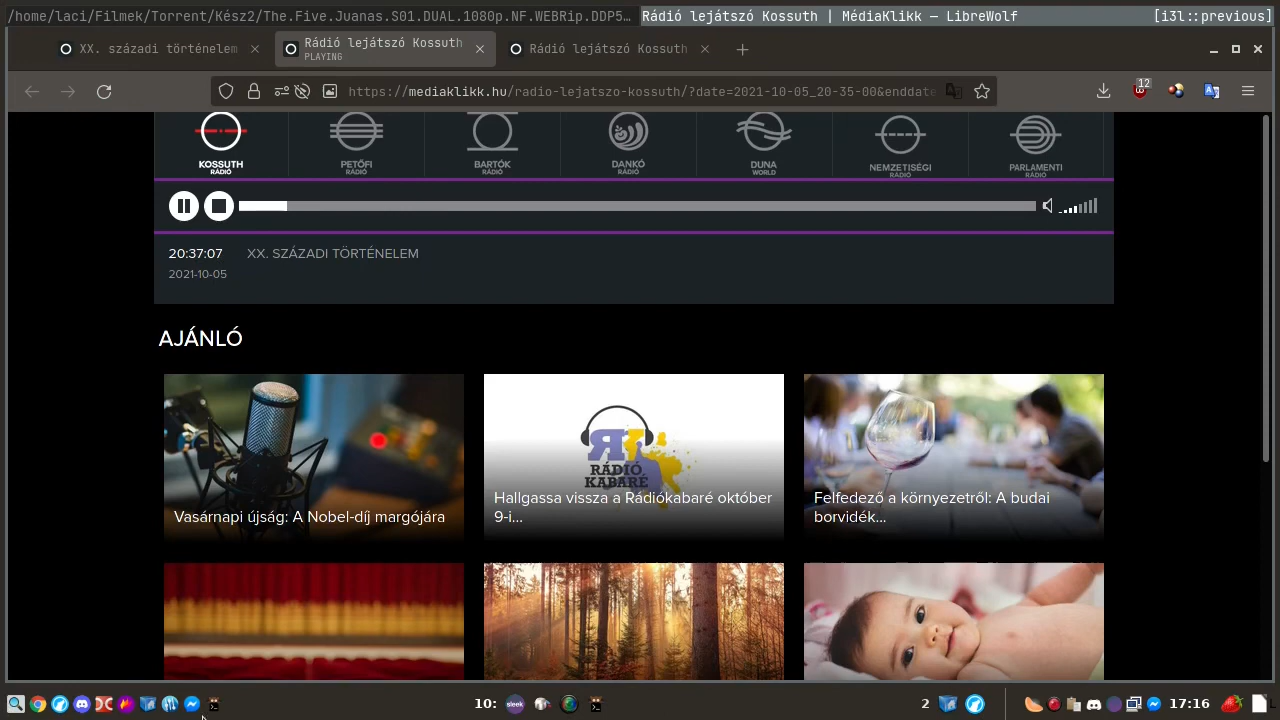 /home/laci/Filmek/Torrent/Kész2/The.Five.Juanas.S01.DUAL.1080p.NF.WEBRip.DDP5…
Rádió lejátszó Kossuth | MédiaKlikk — LibreWolf
[i3l::previous]
XX. századi történelem
Rádió lejátszó Kossuth
PLAYING
Rádió lejátszó Kossuth
https://mediaklikk.hu/radio-lejatszo-kossuth/?date=2021-10-05_20-35-00&enddate
12
KOSSUTH
RÁDIÓ
PETŐFI
RÁDIÓ
BARTÓK
RÁDIÓ
DANKÓ
RÁDIÓ
DUNA
WORLD
NEMZETISÉGI
RÁDIÓ
PARLAMENTI
RÁDIÓ
20:37:07 XX. SZÁZADI TÖRTÉNELEM
2021-10-05
AJÁNLÓ
Vasárnapi újság: A Nobel-díj margójára
RÁDIÓ
KABARÉ
Hallgassa vissza a Rádiókabaré október
9-i...
Felfedező a környezetről: A budai
borvidék...
10:
sleek
2
17:16